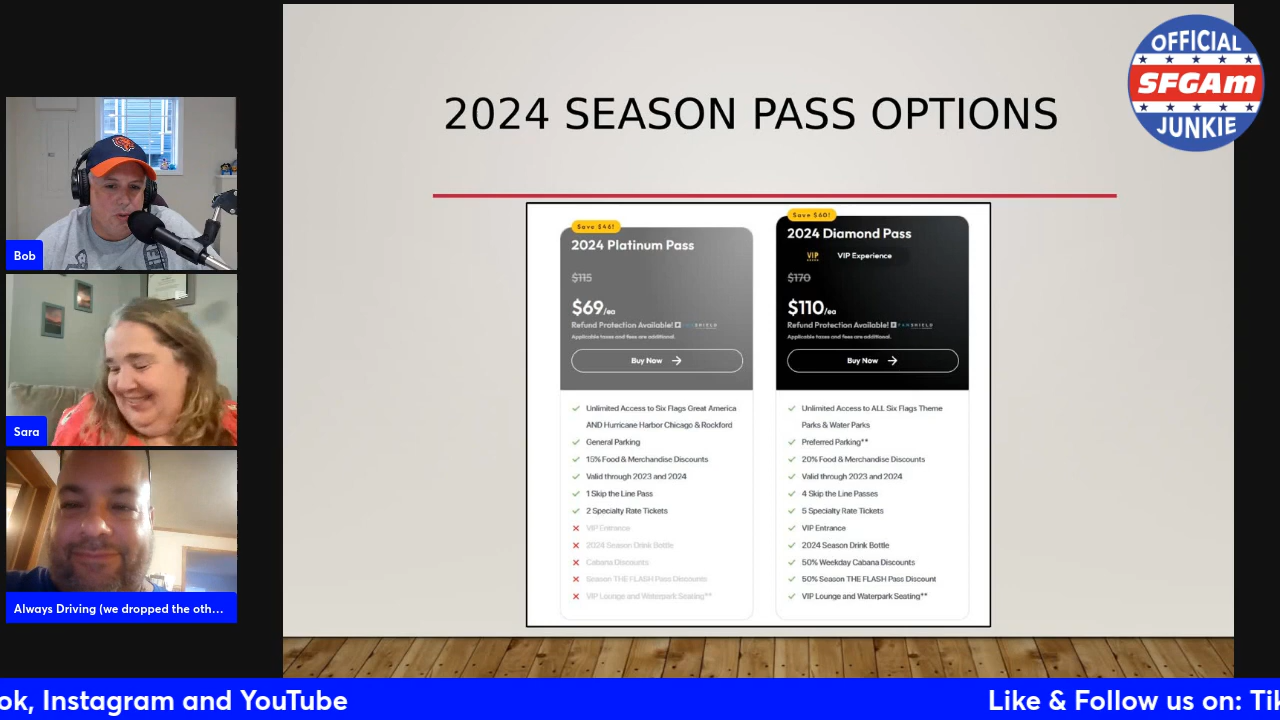 OFFICIAL
SFGAm
JUNKIE
2024 SEASON PASS OPTIONS
Save $46!
2024 Platinum Pass
$115
$69/ea
Refund Protection Available!
Applicable taxes and fees are additional.
Buy Now
Unlimited Access to Six Flags Great America
AND Hurricane Harbor Chicago & Rockford
General Parking
15% Food & Merchandise Discounts
Valid through 2023 and 2024
1 Skip the Line Pass
2 Specialty Rate Tickets
VIP Entrance
2024 Season Drink Bottle
Cabana Discounts
Season THE FLASH Pass Discounts
VIP Lounge and Waterpark Seating**
Save $60!
2024 Diamond Pass
VIP
VIP Experience
$170
$110/ea
Refund Protection Available! FANSHIELD
Applicable taxes and fees are additional.
Buy Now
Unlimited Access to ALL Six Flags Theme
Parks & Water Parks
Preferred Parking**
20% Food & Merchandise Discounts
Valid through 2023 and 2024
4 Skip the Line Passes
5 Specialty Rate Tickets
VIP Entrance
2024 Season Drink Bottle
50% Weekday Cabana Discounts
50% Season THE FLASH Pass Discount
VIP Lounge and Waterpark Seating**
Bob
Sara
Always Driving (we dropped the oth...
ok, Instagram and YouTube
Like & Follow us on: Tik